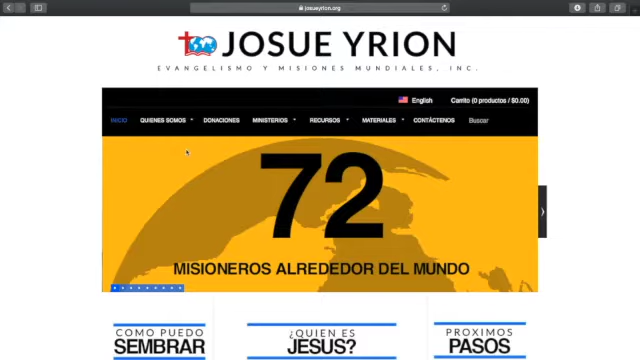 josueyrion.org
JOSUE YRION
EVANGELISMO Y MISIONES MUNDIALES, INC.
English Carrito (0 productos / $0.00)
INICIO QUIENES SOMOS DONACIONES MINISTERIOS RECURSOS MATERIALES CONTÁCTENOS Buscar
72
MISIONEROS ALREDEDOR DEL MUNDO
COMO PUEDO
SEMBRAR
¿QUIEN ES
JESUS?
PROXIMOS
PASOS